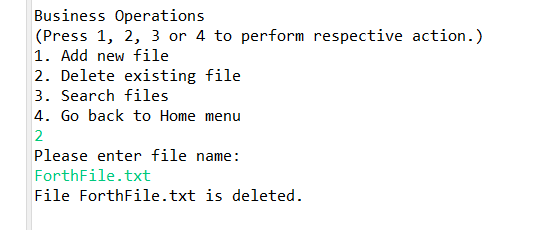 Business Operations
(Press 1, 2, 3 or 4 to perform respective action.)
1. Add new file
2. Delete existing file
3. Search files
4. Go back to Home menu
2
Please enter file name:
ForthFile.txt
File ForthFile.txt is deleted.